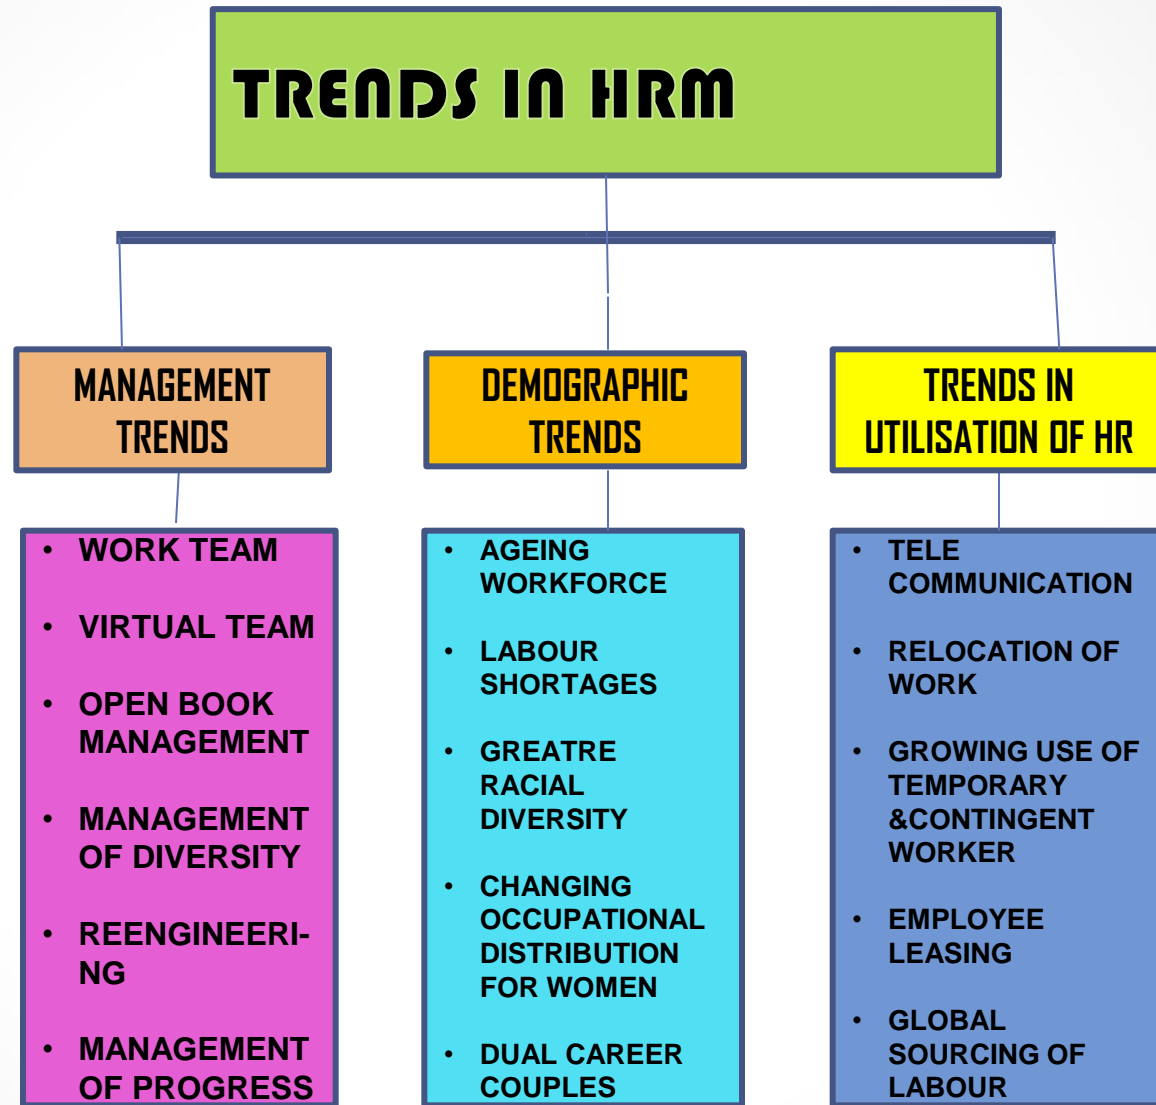 TRENDS IN HRM
MANAGEMENT
TRENDS
• WORK TEAM
• VIRTUAL TEAM
• OPEN BOOK
MANAGEMENT
• MANAGEMENT
OF DIVERSITY
• REENGINEERI-
NG
• MANAGEMENT
OF PROGRESS
DEMOGRAPHIC
TRENDS
• AGEING
WORKFORCE
• LABOUR
SHORTAGES
• GREATRE
RACIAL
DIVERSITY
• CHANGING
OCCUPATIONAL
DISTRIBUTION
FOR WOMEN
• DUAL CAREER
COUPLES
TRENDS IN
UTILISATION OF HR
• TELE
COMMUNICATION
• RELOCATION OF
WORK
• GROWING USE OF
TEMPORARY
&CONTINGENT
WORKER
• EMPLOYEE
LEASING
• GLOBAL
SOURCING OF
LABOUR